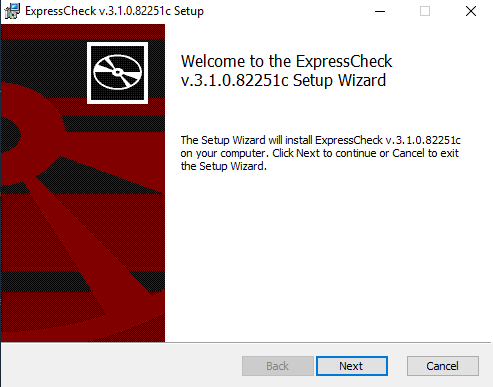 ExpressCheck v.3.1.0.82251c Setup
Welcome to the ExpressCheck
v.3.1.0.82251c Setup Wizard
The Setup Wizard will install ExpressCheck v.3.1.0.82251c
on your computer. Click Next to continue or Cancel to exit
the Setup Wizard.
Back Next Cancel